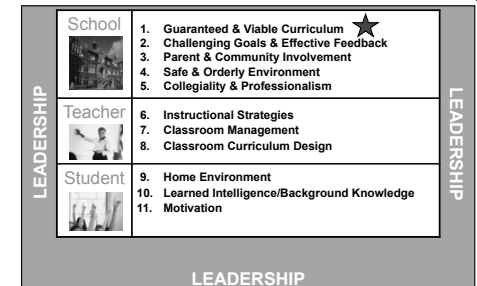 School
1. Guaranteed & Viable Curriculum
2. Challenging Goals & Effective Feedback
3. Parent & Community Involvement
4. Safe & Orderly Environment
5. Collegiality & Professionalism
Teacher
6. Instructional Strategies
7. Classroom Management
8. Classroom Curriculum Design
Student
9. Home Environment
10. Learned Intelligence/Background Knowledge
11. Motivation
LEADERSHIP
LEADERSHIP
LEADERSHIP